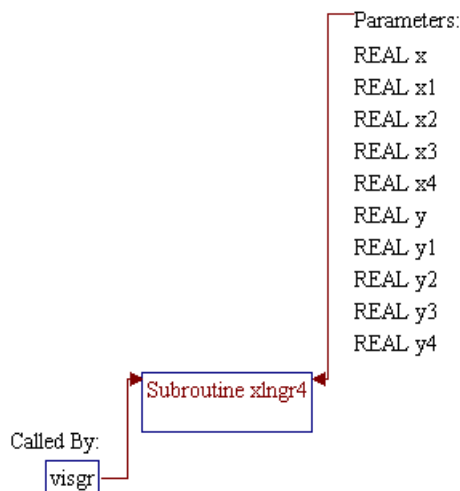 Parameters:
REAL x
REAL x1
REAL x2
REAL x3
REAL x4
REAL y
REAL y1
REAL y2
REAL y3
REAL y4
Subroutine xlngr4
Called By:
visgr